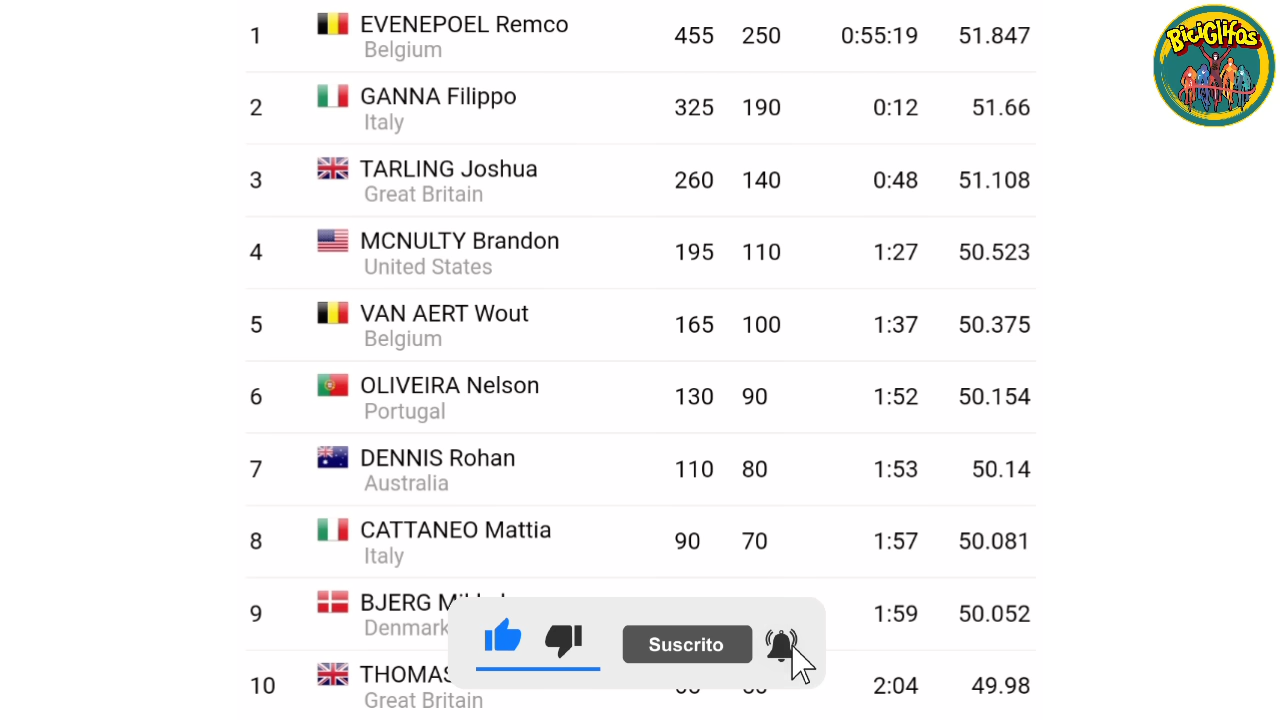 1 EVENEPOEL Remco 455 250 0:55:19 51.847
Belgium
2 GANNA Filippo 325 190 0:12 51.66
Italy
3 TARLING Joshua 260 140 0:48 51.108
Great Britain
4 MCNULTY Brandon 195 110 1:27 50.523
United States
5 VAN AERT Wout 165 100 1:37 50.375
Belgium
6 OLIVEIRA Nelson 130 90 1:52 50.154
Portugal
7 DENNIS Rohan 110 80 1:53 50.14
Australia
8 CATTANEO Mattia 90 70 1:57 50.081
Italy
9 BJERG 1:59 50.052
Denmark
10 THOMAS 2:04 49.98
Great Britain
Suscrito
BiciGlifos